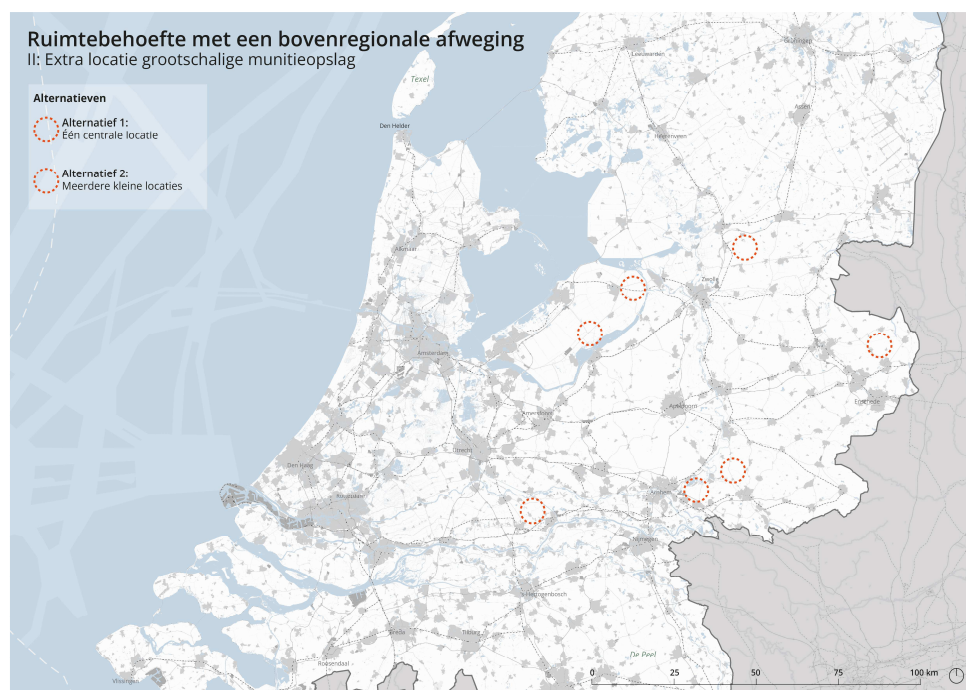 Ruimtebehoefte met een bovenregionale afweging
II: Extra locatie grootschalige munitieopslag
Alternatieven
Alternatief 1:
Één centrale locatie
Alternatief 2:
Meerdere kleine locaties
Texel
Den Helder
Leeuwarden
Groningen
Assen
Heerenveen
Alkmaar
Zwolle
Amsterdam
Enschede
Apeldoorn
Amersfoort
Utrecht
Den Haag
Rotterdam
Arnhem
Nijmegen
's-Hertogenbosch
Breda
Tilburg
Roosendaal
De Peel
Vlissingen
0 25 50 75 100 km